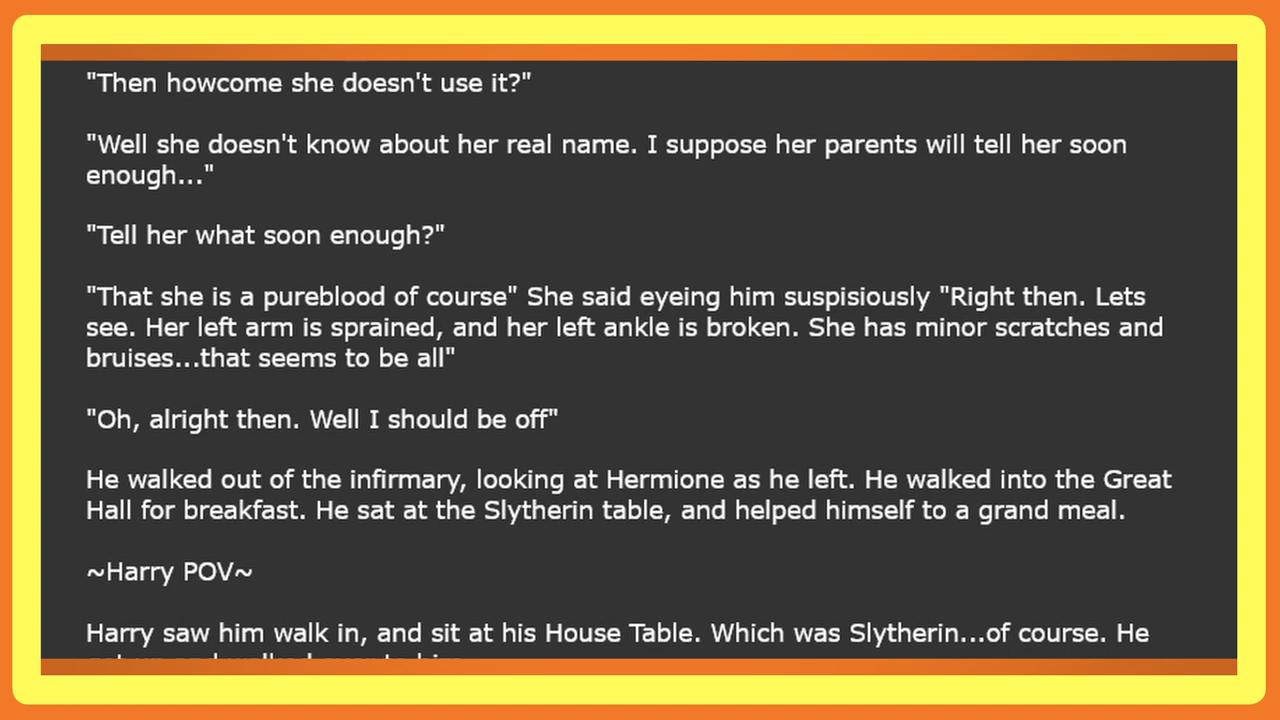 "Then howcome she doesn't use it?"
"Well she doesn't know about her real name. I suppose her parents will tell her soon
enough..."
"Tell her what soon enough?"
"That she is a pureblood of course" She said eyeing him suspisiously "Right then. Lets
see. Her left arm is sprained, and her left ankle is broken. She has minor scratches and
bruises...that seems to be all"
"Oh, alright then. Well I should be off"
He walked out of the infirmary, looking at Hermione as he left. He walked into the Great
Hall for breakfast. He sat at the Slytherin table, and helped himself to a grand meal.
~Harry POV~
Harry saw him walk in, and sit at his House Table. Which was Slytherin...of course. He